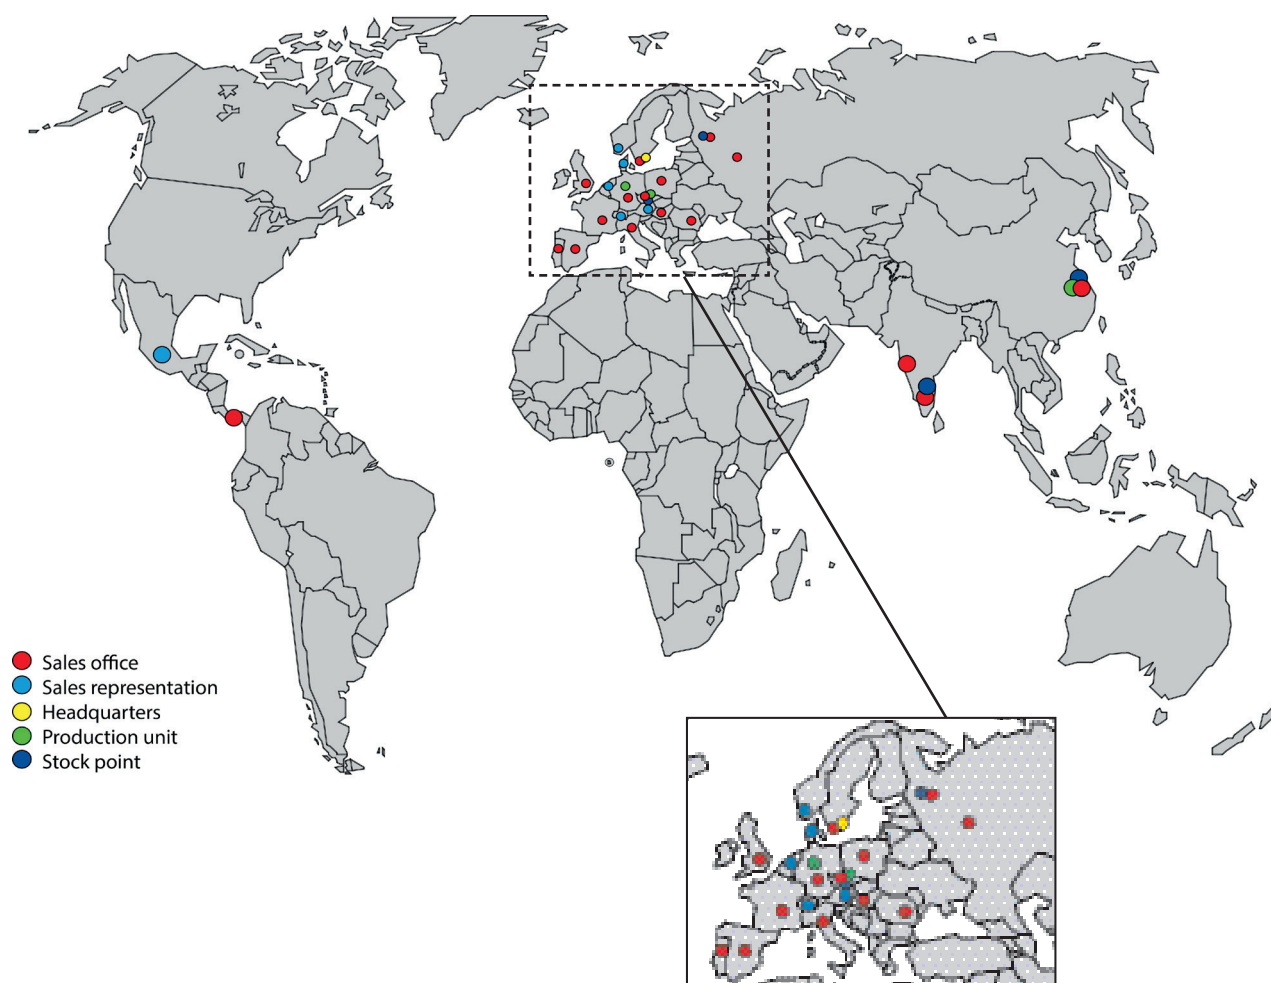 Sales office
Sales representation
Headquarters
Production unit
Stock point